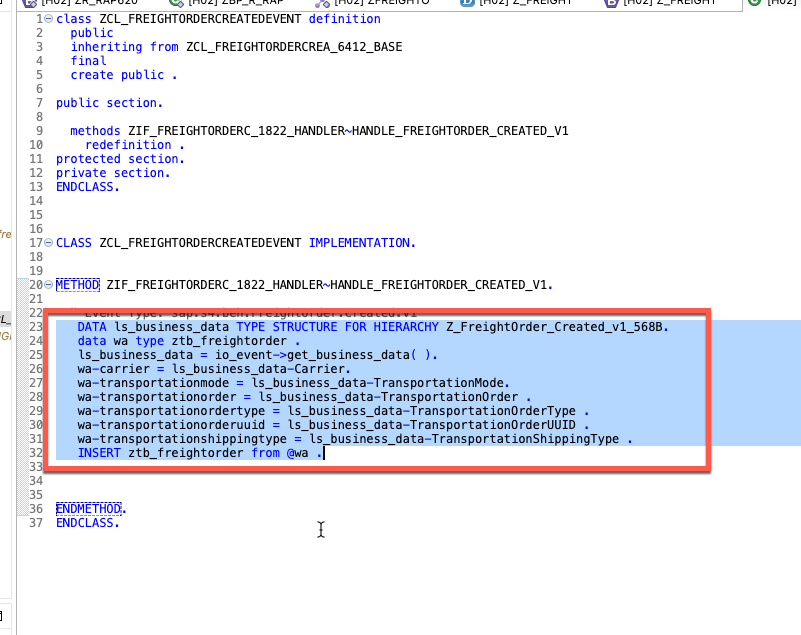 [H02] ZR_RAP620
[H02] ZBP_R_RAP
ZFREIGHTO
[H02] Z_FREIGHT
[H02] Z_FREIGHT
[H02]
1 class ZCL_FREIGHTORDERCREATEDEVENT definition
2 public
3 inheriting from ZCL_FREIGHTORDERCREA_6412_BASE
4 final
5 create public .
6
7 public section.
8
9 methods ZIF_FREIGHTORDERC_1822_HANDLER~HANDLE_FREIGHTORDER_CREATED_V1
10 redefinition .
11 protected section.
12 private section.
13 ENDCLASS.
14
15
16
17 CLASS ZCL_FREIGHTORDERCREATEDEVENT IMPLEMENTATION.
18
19
20 METHOD ZIF_FREIGHTORDERC_1822_HANDLER~HANDLE_FREIGHTORDER_CREATED_V1.
21
22 Event Type: sap.s4.beh.freightorder.Created.v1
23 DATA ls_business_data TYPE STRUCTURE FOR HIERARCHY Z_FreightOrder_Created_v1_568B.
24 data wa type ztb_freightorder .
25 ls_business_data = io_event->get_business_data( ).
26 wa-carrier = ls_business_data-Carrier.
27 wa-transportationmode = ls_business_data-TransportationMode.
28 wa-transportationorder = ls_business_data-TransportationOrder .
29 wa-transportationordertype = ls_business_data-TransportationOrderType .
30 wa-transportationorderuuid = ls_business_data-TransportationOrderUUID .
31 wa-transportationshippingtype = ls_business_data-TransportationShippingType .
32 INSERT ztb_freightorder from @wa .
33
34
35
36 ENDMETHOD.
37 ENDCLASS.